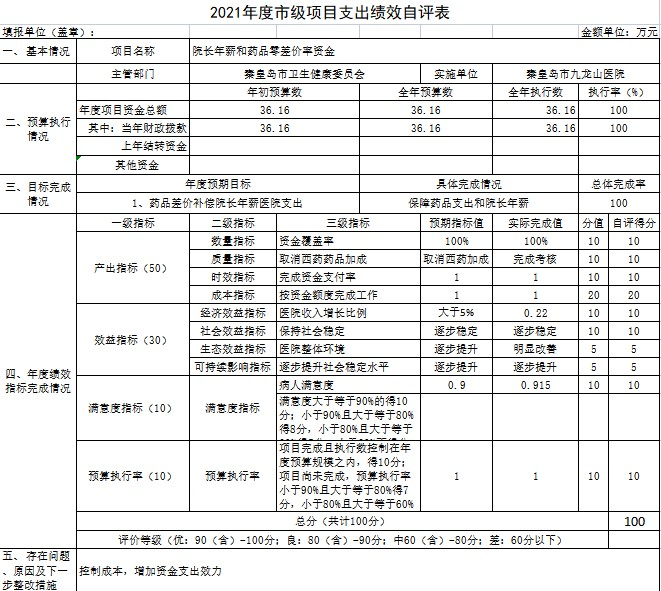 2021年度市级项目支出绩效自评表
填报单位（盖章）： 金额单位：万元
一、基本情况 项目名称 院长年薪和药品零差价率资金
主管部门 秦皇岛市卫生健康委员会 实施单位 秦皇岛市九龙山医院
二、预算执行情况 年初预算数 全年预算数 全年执行数 执行率（%）
年度项目资金总额 36.16 36.16 36.16 100
其中：当年财政拨款 36.16 36.16 36.16 100
上年结转资金
其他资金
三、目标完成情况 年度预期目标 具体完成情况 总体完成率
1、药品差价补偿院长年薪医院支出 保障药品支出和院长年薪 100
四、年度绩效指标完成情况 一级指标 二级指标 三级指标 预期指标值 实际完成值 分值 自评得分
产出指标（50） 数量指标 资金覆盖率 100% 100% 10 10
质量指标 取消西药药品加成 取消西药加成 完成考核 10 10
时效指标 完成资金支付率 1 1 10 10
成本指标 按资金额度完成工作 1 1 20 20
效益指标（30） 经济效益指标 医院收入增长比例 大于5% 0.22 10 10
社会效益指标 保持社会稳定 逐步稳定 逐步稳定 10 10
生态效益指标 医院整体环境 逐步提升 明显改善 5 5
可持续影响指标 逐步提升社会稳定水平 逐步提升 逐步提升 5 5
满意度指标（10） 满意度指标 病人满意度 0.9 0.915 10 10
满意度大于等于90%的得10
分；小于90%且大于等于80%
得8分，小于80%且大于等于
预算执行率（10） 预算执行率 项目完成且执行数控制在年 1 1 10 10
度预算规模之内，得10分；
项目尚未完成，预算执行率
小于90%且大于等于80%得7
分，小于80%且大于等于60%
总分（共计100分） 100
评价等级（优：90（含）-100分；良：80（含）-90分；中60（含）-80分；差：60分以下）
五、存在问题
、原因及下一
步整改措施 控制成本，增加资金支出效力